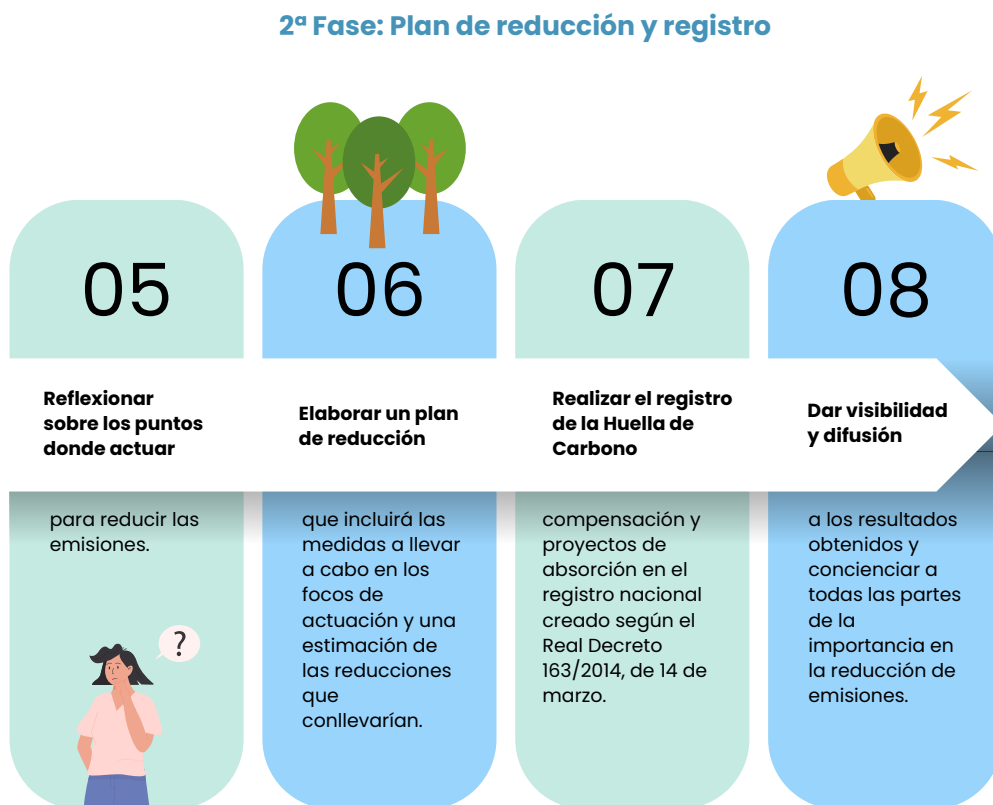 2ª Fase: Plan de reducción y registro
05
Reflexionar
sobre los puntos
donde actuar
para reducir las
emisiones.
?
06
Elaborar un plan
de reducción
que incluirá las
medidas a llevar
a cabo en los
focos de
actuación y una
estimación de
las reducciones
que
conllevarían.
07
Realizar el registro
de la Huella de
Carbono
compensación y
proyectos de
absorción en el
registro nacional
creado según el
Real Decreto
163/2014, de 14 de
marzo.
08
Dar visibilidad
y difusión
a los resultados
obtenidos y
concienciar a
todas las partes
de la
importancia en
la reducción de
emisiones.